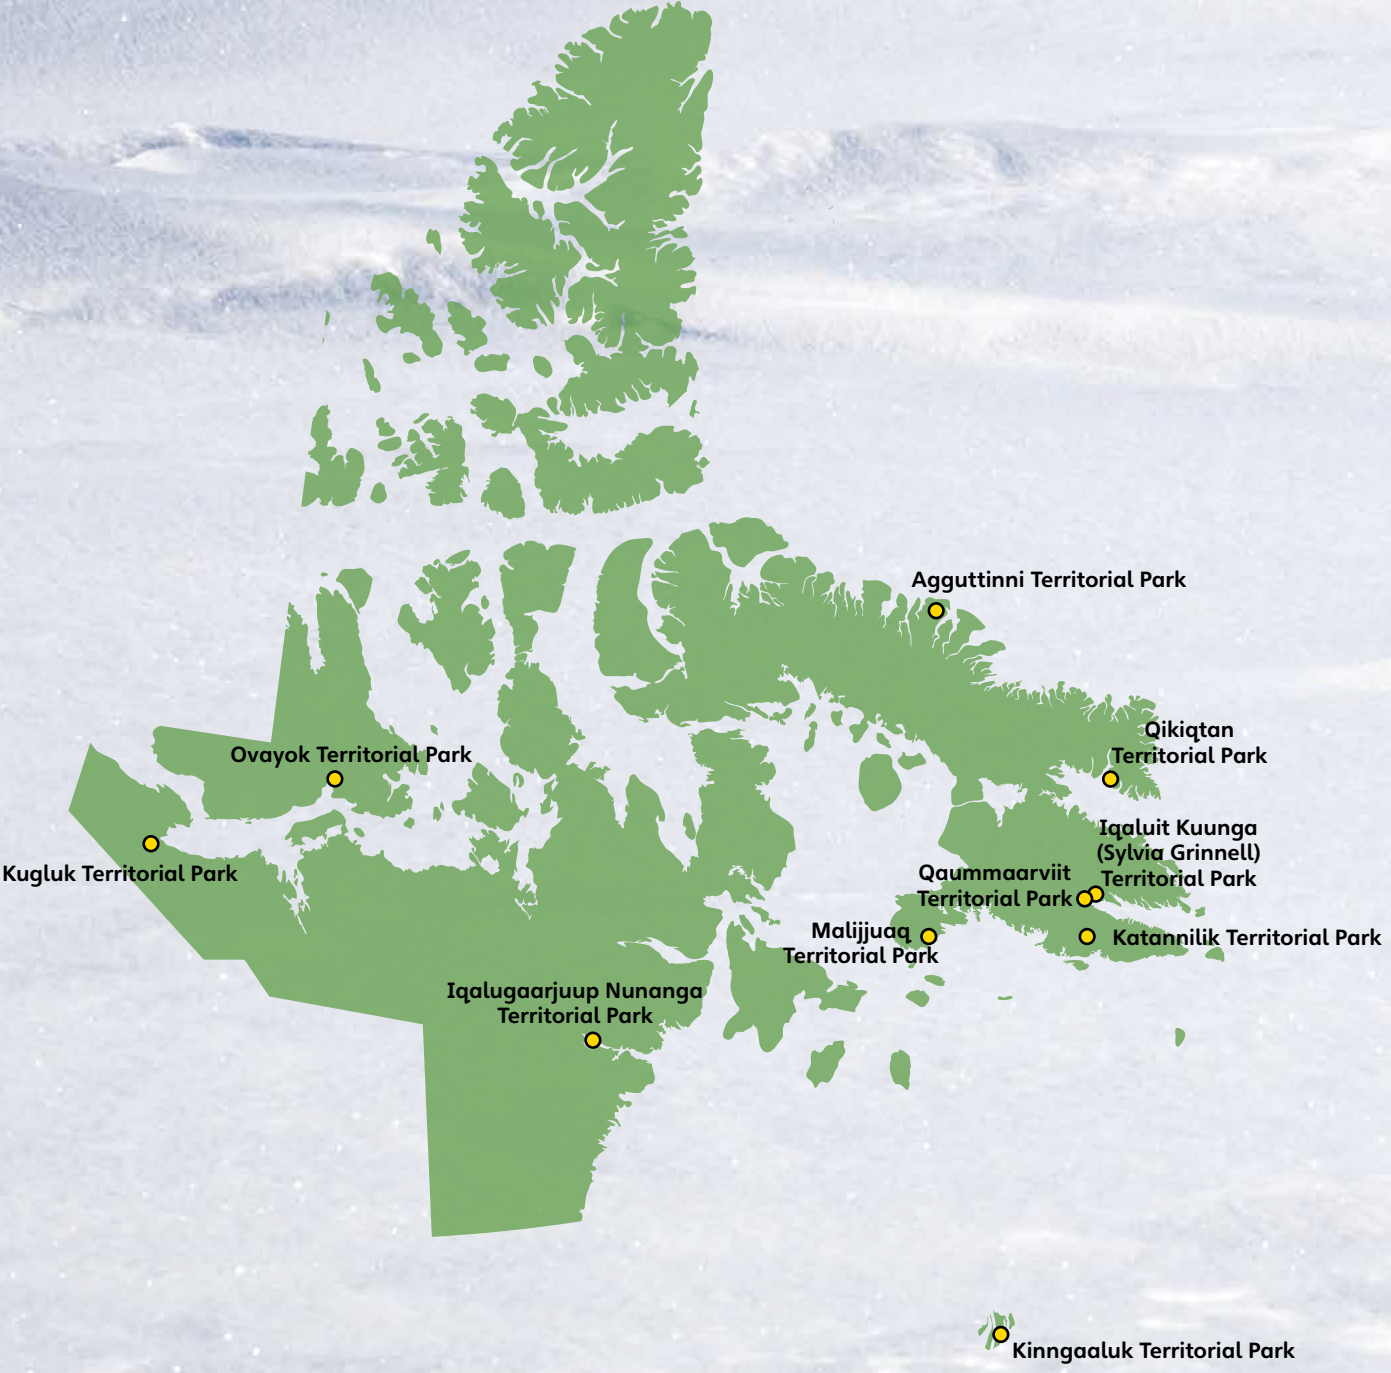 Agguttinni Territorial Park
Qikiqtan
Territorial Park
Ovayok Territorial Park
Iqaluit Kuunga
(Sylvia Grinnell)
Territorial Park
Kugluk Territorial Park
Qaummaarviit
Territorial Park
Malijjuaq
Territorial Park
Katannilik Territorial Park
Iqalugaarjuup Nunanga
Territorial Park
Kinngaaluk Territorial Park